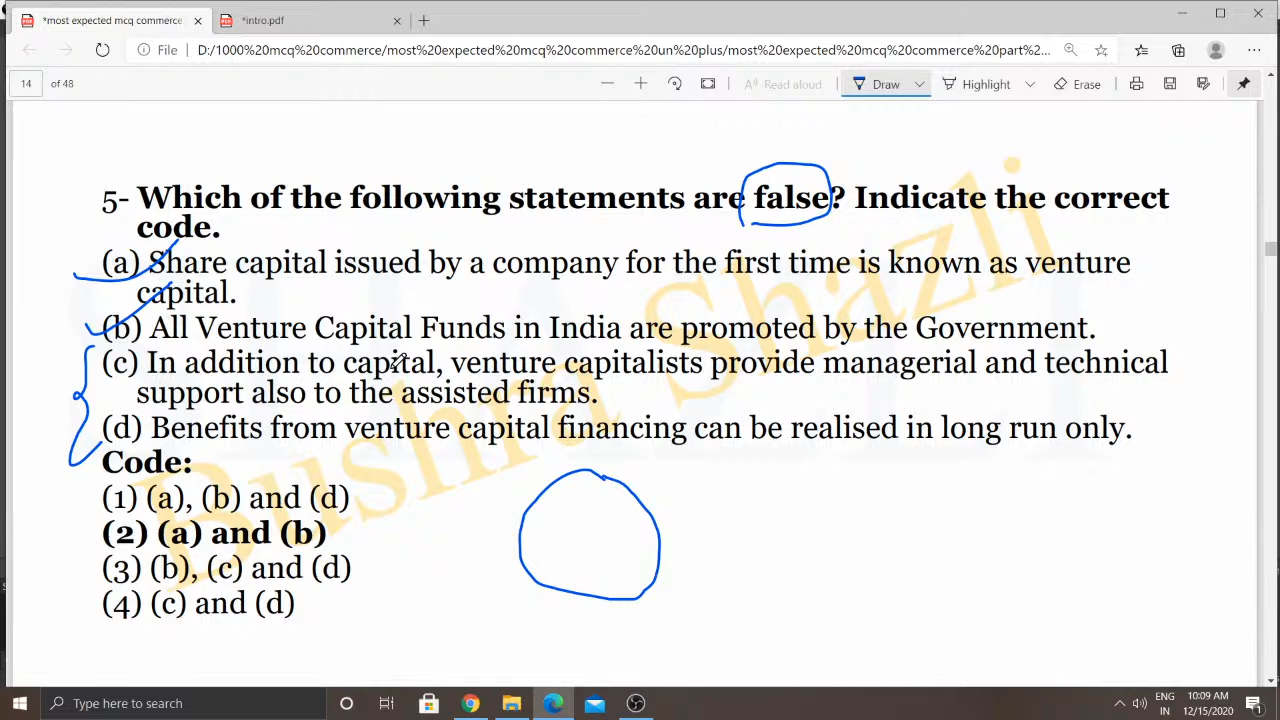 *most expected mcq commerce
*intro.pdf
File D:/1000%20mcq%20commerce/most%20expected%20mcq%20commerce%20un%20plus/most%20expected%20mcq%20commerce%20part%2...
14 of 48
Read aloud Draw Highlight Erase
5- Which of the following statements are false? Indicate the correct
code.
(a) Share capital issued by a company for the first time is known as venture
capital.
(b) All Venture Capital Funds in India are promoted by the Government.
(c) In addition to capital, venture capitalists provide managerial and technical
support also to the assisted firms.
(d) Benefits from venture capital financing can be realised in long run only.
Code:
(1) (a), (b) and (d)
(2) (a) and (b)
(3) (b), (c) and (d)
(4) (c) and (d)
Bushra Shazli
Type here to search
ENG
IN
10:09 AM
12/15/2020